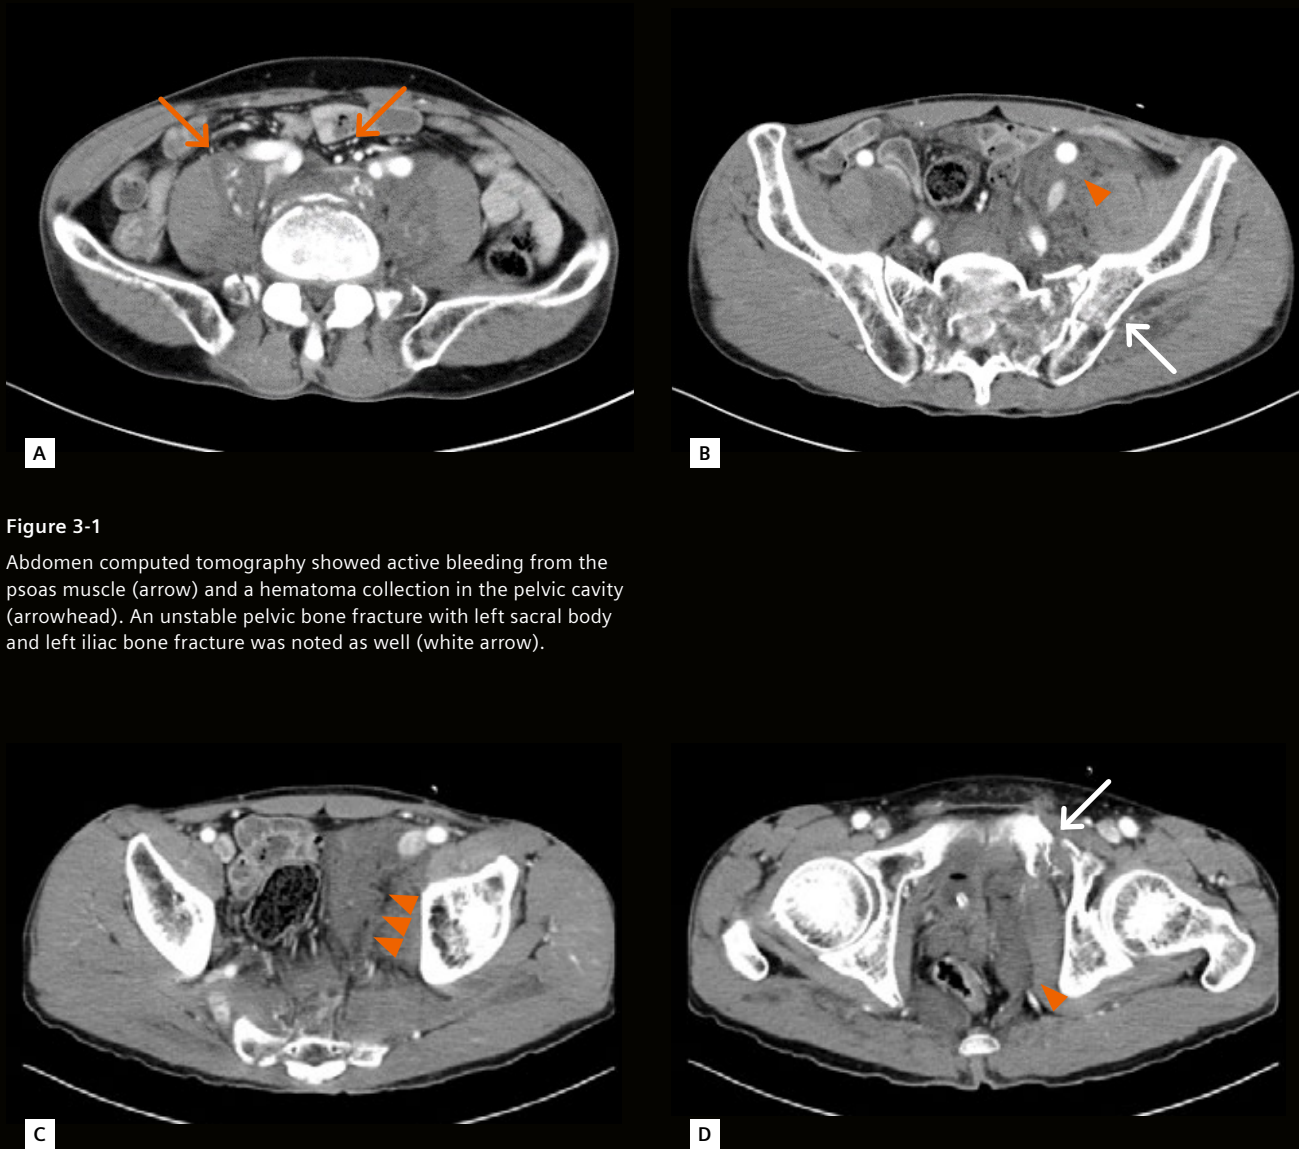 A
B
Figure 3-1
Abdomen computed tomography showed active bleeding from the
psoas muscle (arrow) and a hematoma collection in the pelvic cavity
(arrowhead). An unstable pelvic bone fracture with left sacral body
and left iliac bone fracture was noted as well (white arrow).
C
D